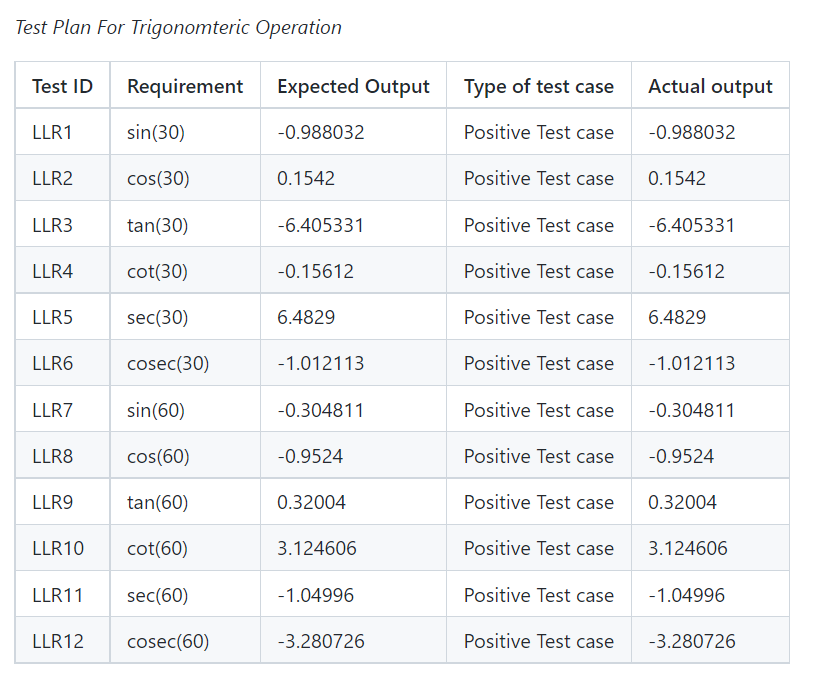 Test Plan For Trigonomteric Operation
Test ID Requirement Expected Output Type of test case Actual output
LLR1 sin(30) -0.988032 Positive Test case -0.988032
LLR2 cos(30) 0.1542 Positive Test case 0.1542
LLR3 tan(30) -6.405331 Positive Test case -6.405331
LLR4 cot(30) -0.15612 Positive Test case -0.15612
LLR5 sec(30) 6.4829 Positive Test case 6.4829
LLR6 cosec(30) -1.012113 Positive Test case -1.012113
LLR7 sin(60) -0.304811 Positive Test case -0.304811
LLR8 cos(60) -0.9524 Positive Test case -0.9524
LLR9 tan(60) 0.32004 Positive Test case 0.32004
LLR10 cot(60) 3.124606 Positive Test case 3.124606
LLR11 sec(60) -1.04996 Positive Test case -1.04996
LLR12 cosec(60) -3.280726 Positive Test case -3.280726